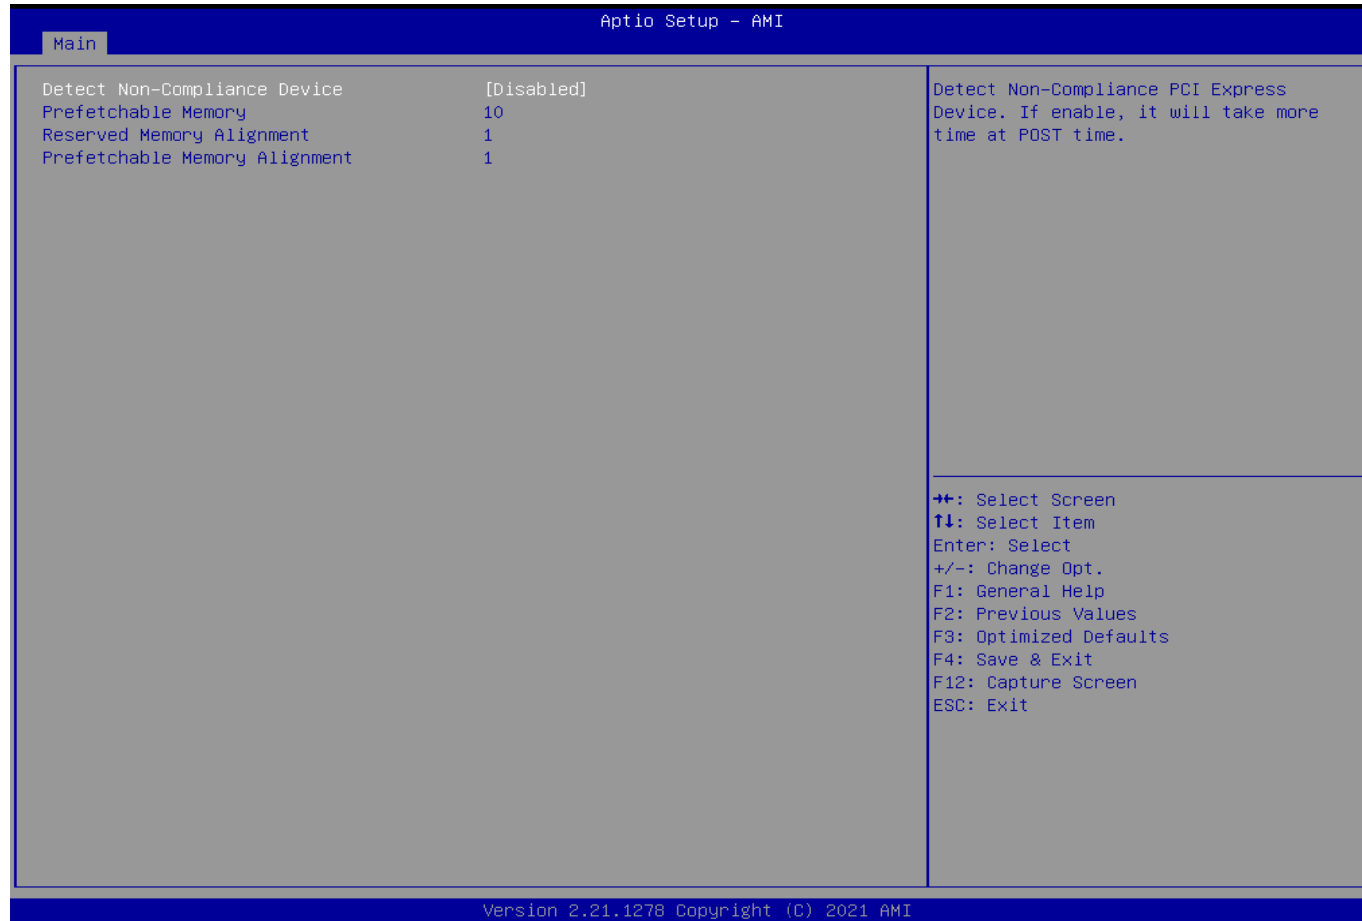 Aptio Setup – AMI
Main
Detect Non-Compliance Device [Disabled]
Prefetchable Memory 10
Reserved Memory Alignment 1
Prefetchable Memory Alignment 1
Detect Non-Compliance PCI Express
Device. If enable, it will take more
time at POST time.
→←: Select Screen
↑↓: Select Item
Enter: Select
+/-: Change Opt.
F1: General Help
F2: Previous Values
F3: Optimized Defaults
F4: Save & Exit
F12: Capture Screen
ESC: Exit
Version 2.21.1278 Copyright (C) 2021 AMI